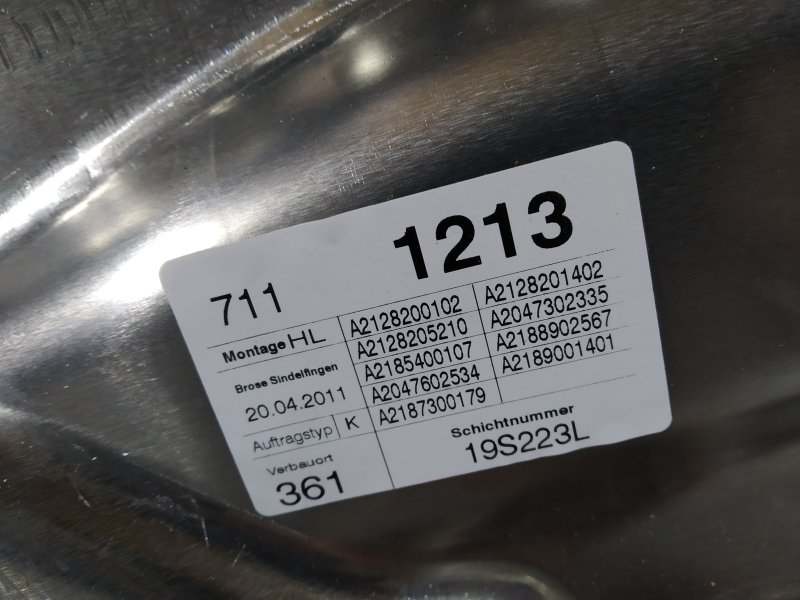 711 1213
Montage HL A2128200102 A2128201402
A2128205210 A2047302335
Brose Sindelfingen A2185400107 A2188902567
20.04.2011 A2047602534 A2189001401
Auftragstyp K A2187300179
Verbauort Schichtnummer
361 19S223L